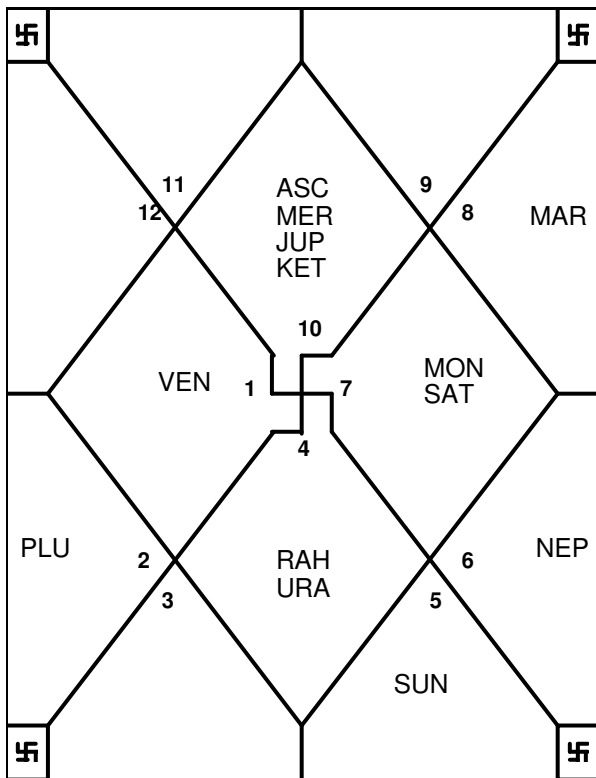 11
9
12
8
ASC
MER
JUP
KET
MAR
10
VEN
1
7
MON
SAT
4
PLU
2
3
RAH
URA
6
5
NEP
SUN